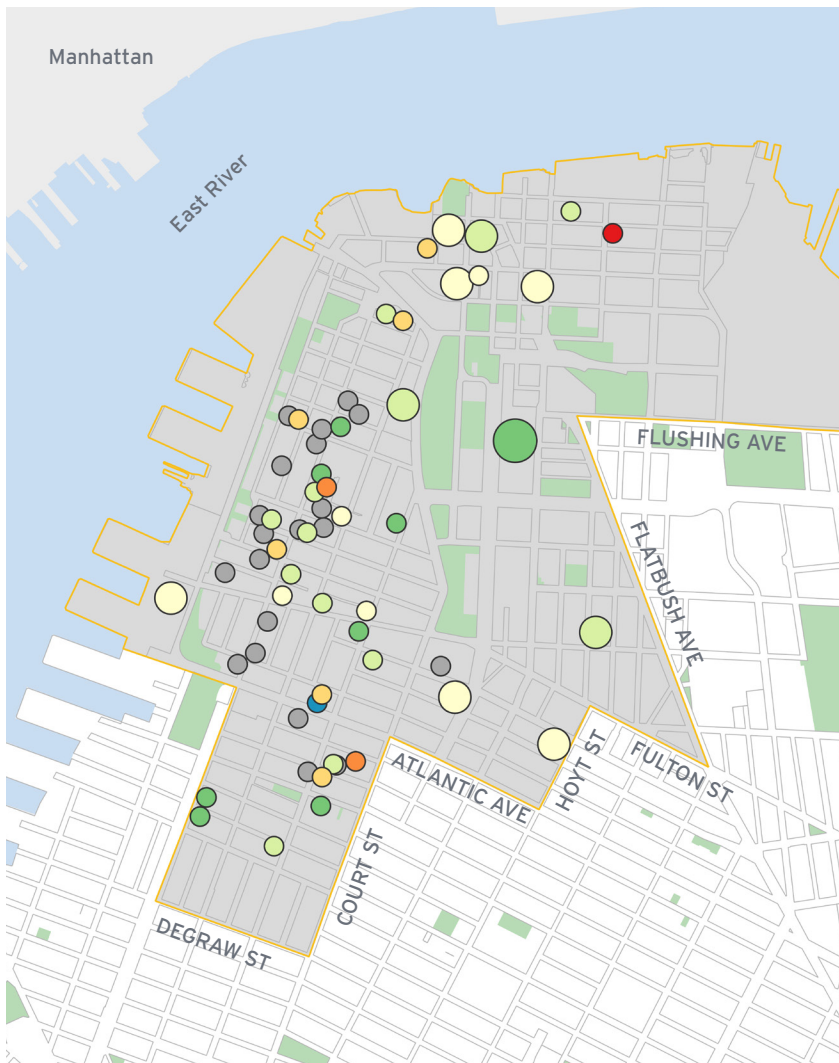 Manhattan
East River
FLUSHING AVE
FLATBUSH AVE
ATLANTIC AVE
HOYT ST
FULTON ST
COURT ST
DEGRAW ST